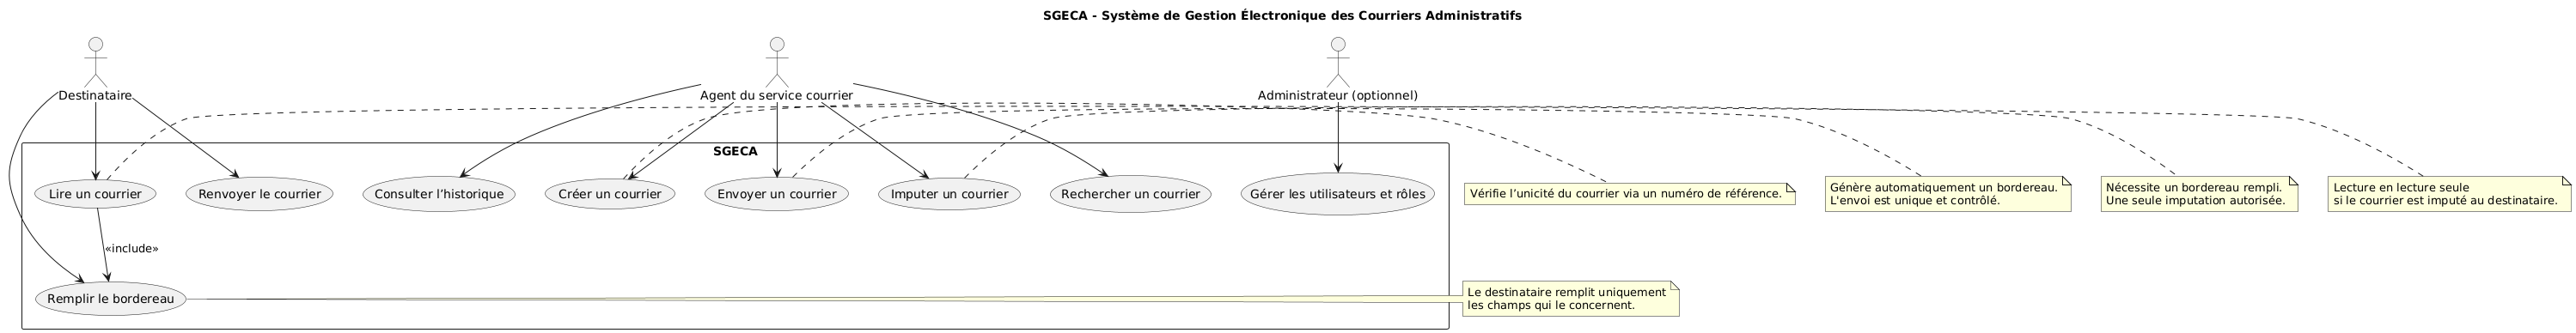 SGECA - Système de Gestion Électronique des Courriers Administratifs
Destinataire
Agent du service courrier
Administrateur (optionnel)
SGECA
Lire un courrier
Renvoyer le courrier
Consulter l’historique
Créer un courrier
Envoyer un courrier
Imputer un courrier
Rechercher un courrier
Gérer les utilisateurs et rôles
Vérifie l’unicité du courrier via un numéro de référence.
Génère automatiquement un bordereau.
L'envoi est unique et contrôlé.
Nécessite un bordereau rempli.
Une seule imputation autorisée.
Lecture en lecture seule
si le courrier est imputé au destinataire.
«include»
Remplir le bordereau
Le destinataire remplit uniquement
les champs qui le concernent.